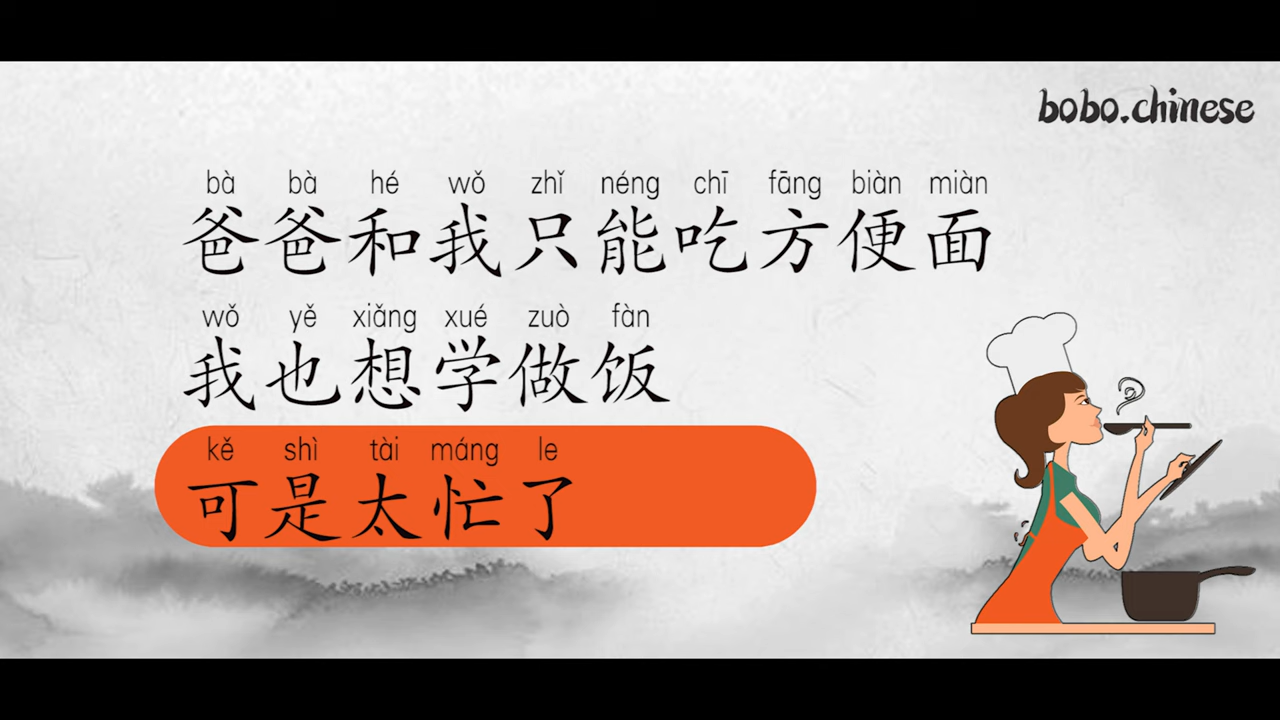 bobo.chinese
bà bà hé wǒ zhǐ néng chī fāng biàn miàn
爸爸和我只能吃方便面
wǒ yě xiǎng xué zuò fàn
我也想学做饭
kě shì tài máng le
可是太忙了